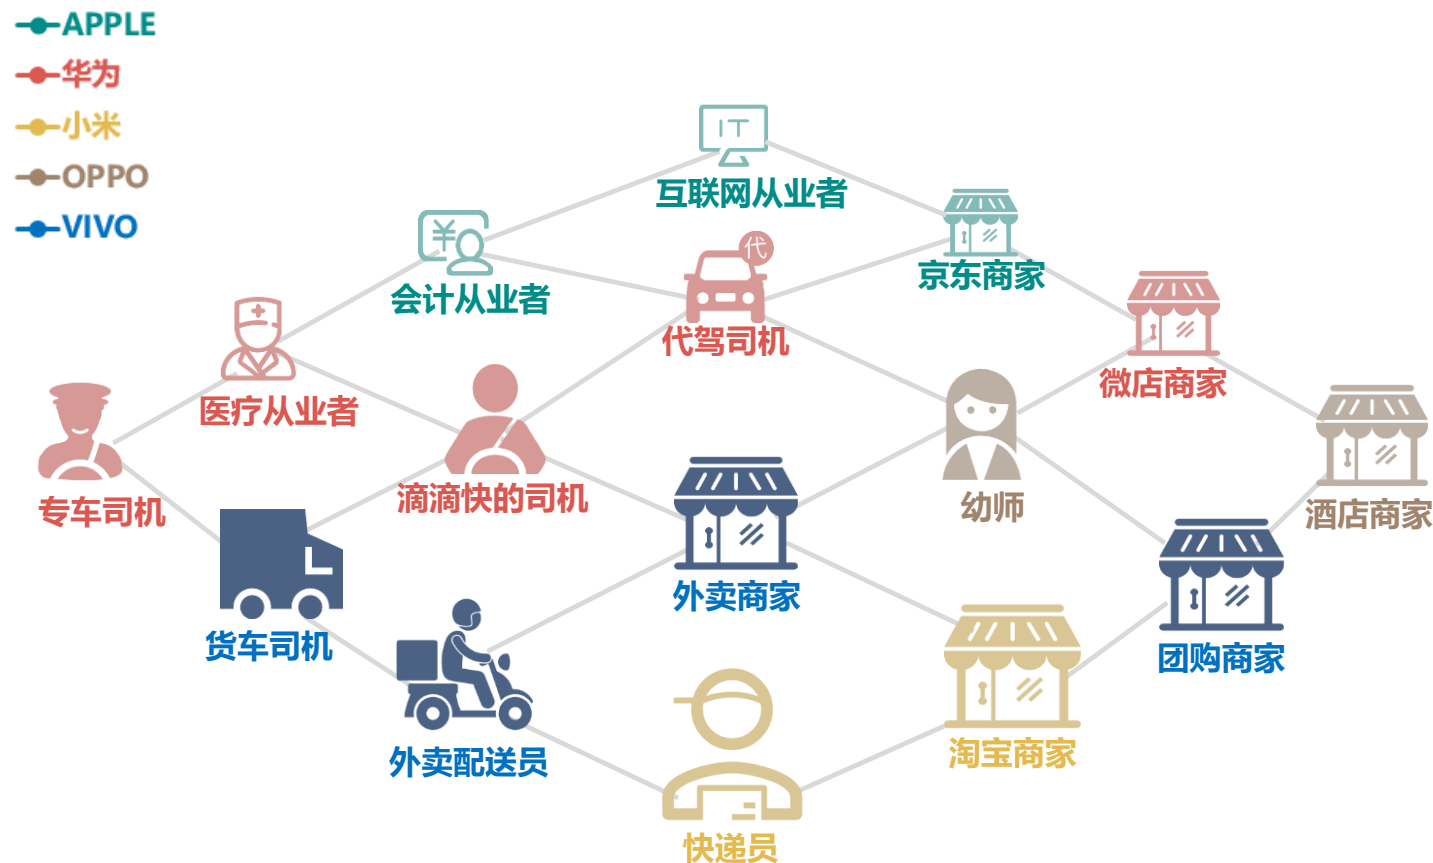 APPLE
华为
小米
OPPO
VIVO
IT
互联网从业者
京东商家
¥
会计从业者
代
代驾司机
微店商家
医疗从业者
专车司机
滴滴快的司机
幼师
酒店商家
货车司机
外卖商家
团购商家
外卖配送员
淘宝商家
快递员